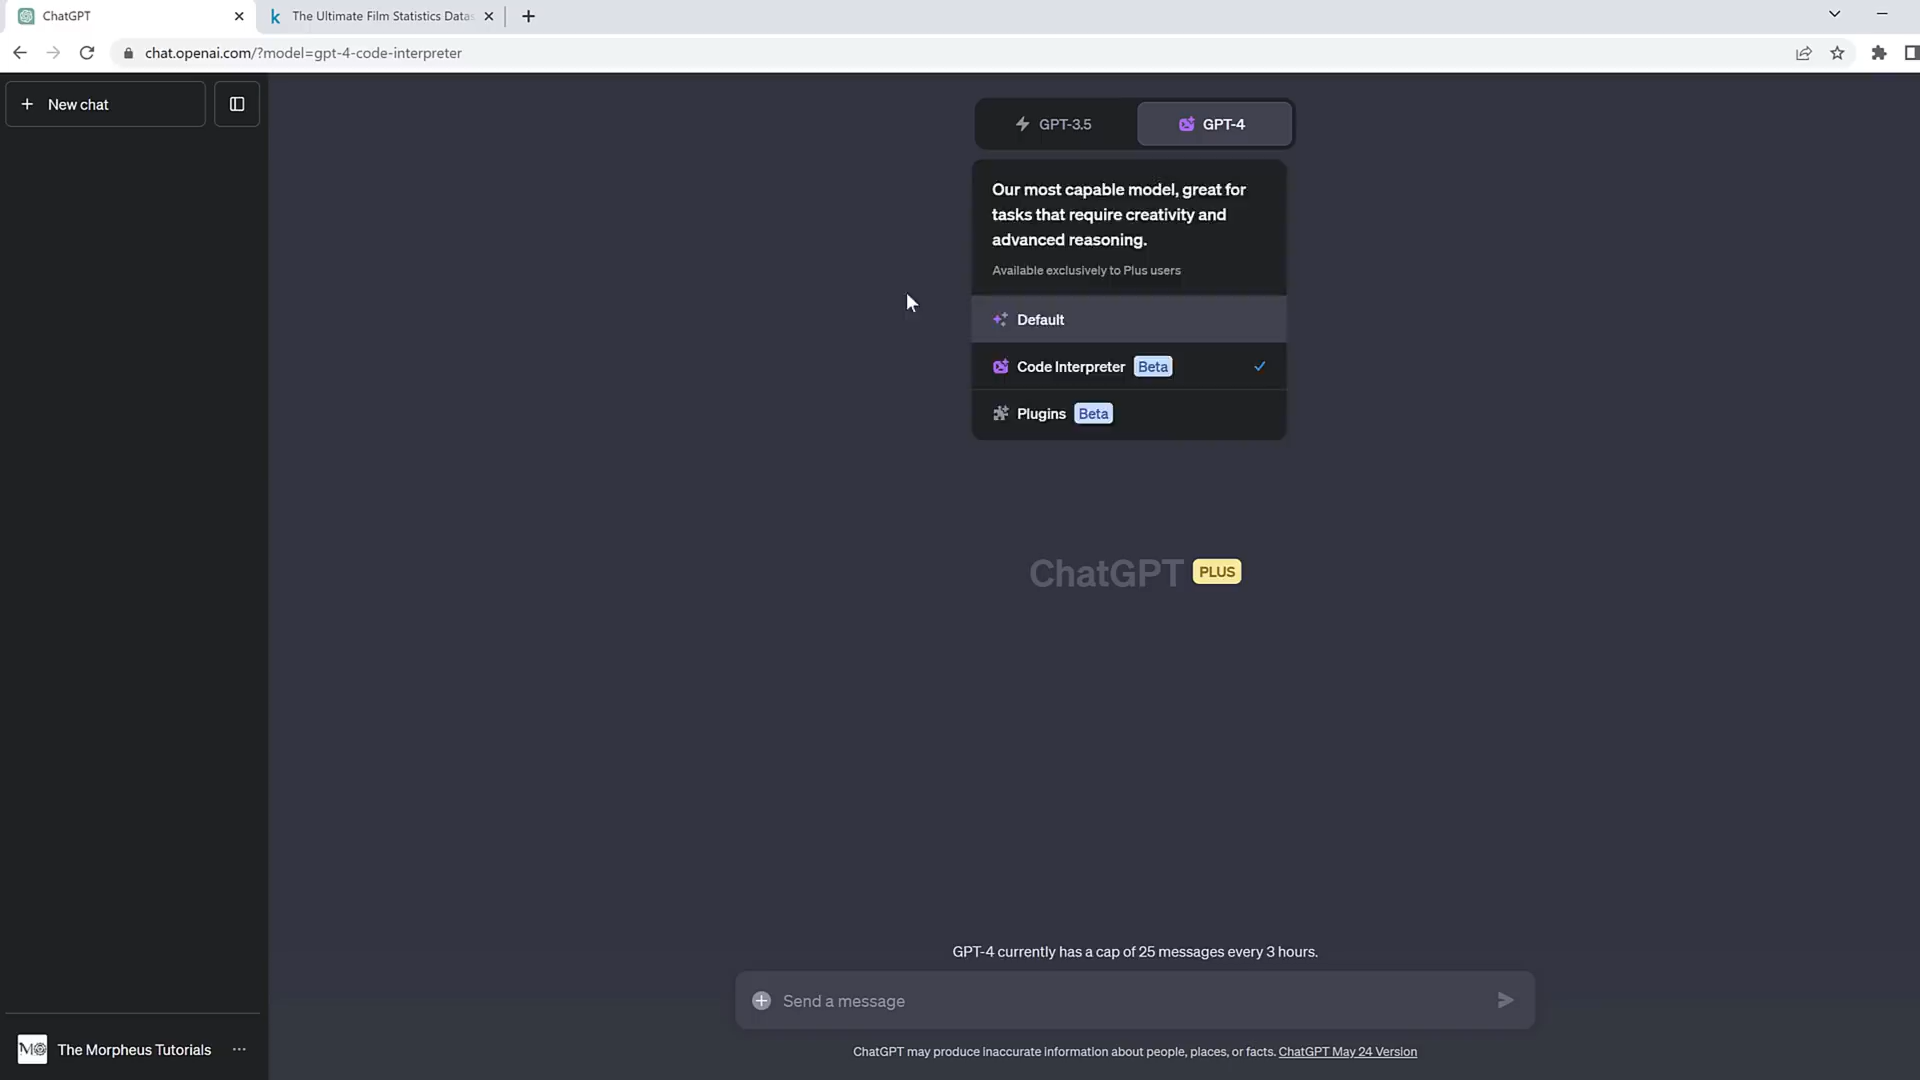 ChatGPT
The Ultimate Film Statistics Datas
chat.openai.com/?model=gpt-4-code-interpreter
New chat
GPT-3.5
GPT-4
Our most capable model, great for
tasks that require creativity and
advanced reasoning.
Available exclusively to Plus users
Default
Code Interpreter Beta
Plugins Beta
ChatGPT PLUS
GPT-4 currently has a cap of 25 messages every 3 hours.
Send a message
The Morpheus Tutorials
ChatGPT may produce inaccurate information about people, places, or facts. ChatGPT May 24 Version